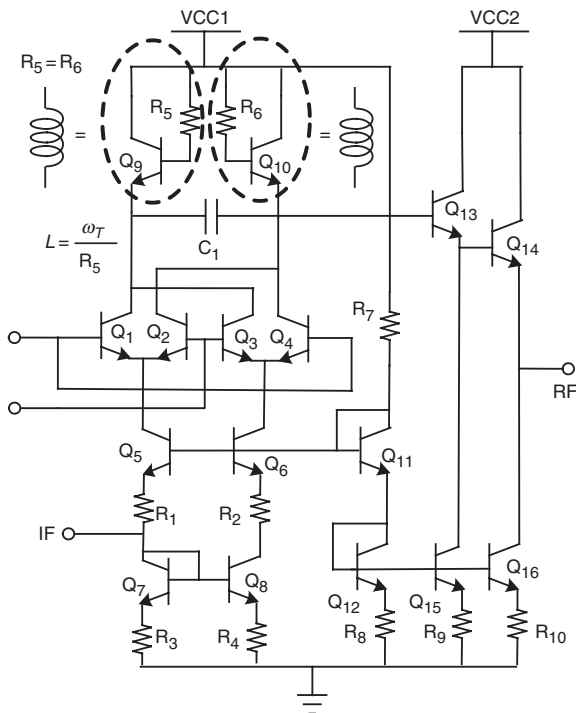 VCC1
VCC2
R5 = R6
R5
R6
=
=
Q9
Q10
Q13
L = ωT / R5
C1
Q14
R7
Q1
Q2
Q3
Q4
RF
Q5
Q6
Q11
R1
R2
IF
Q7
Q8
Q12
Q15
Q16
R3
R4
R8
R9
R10